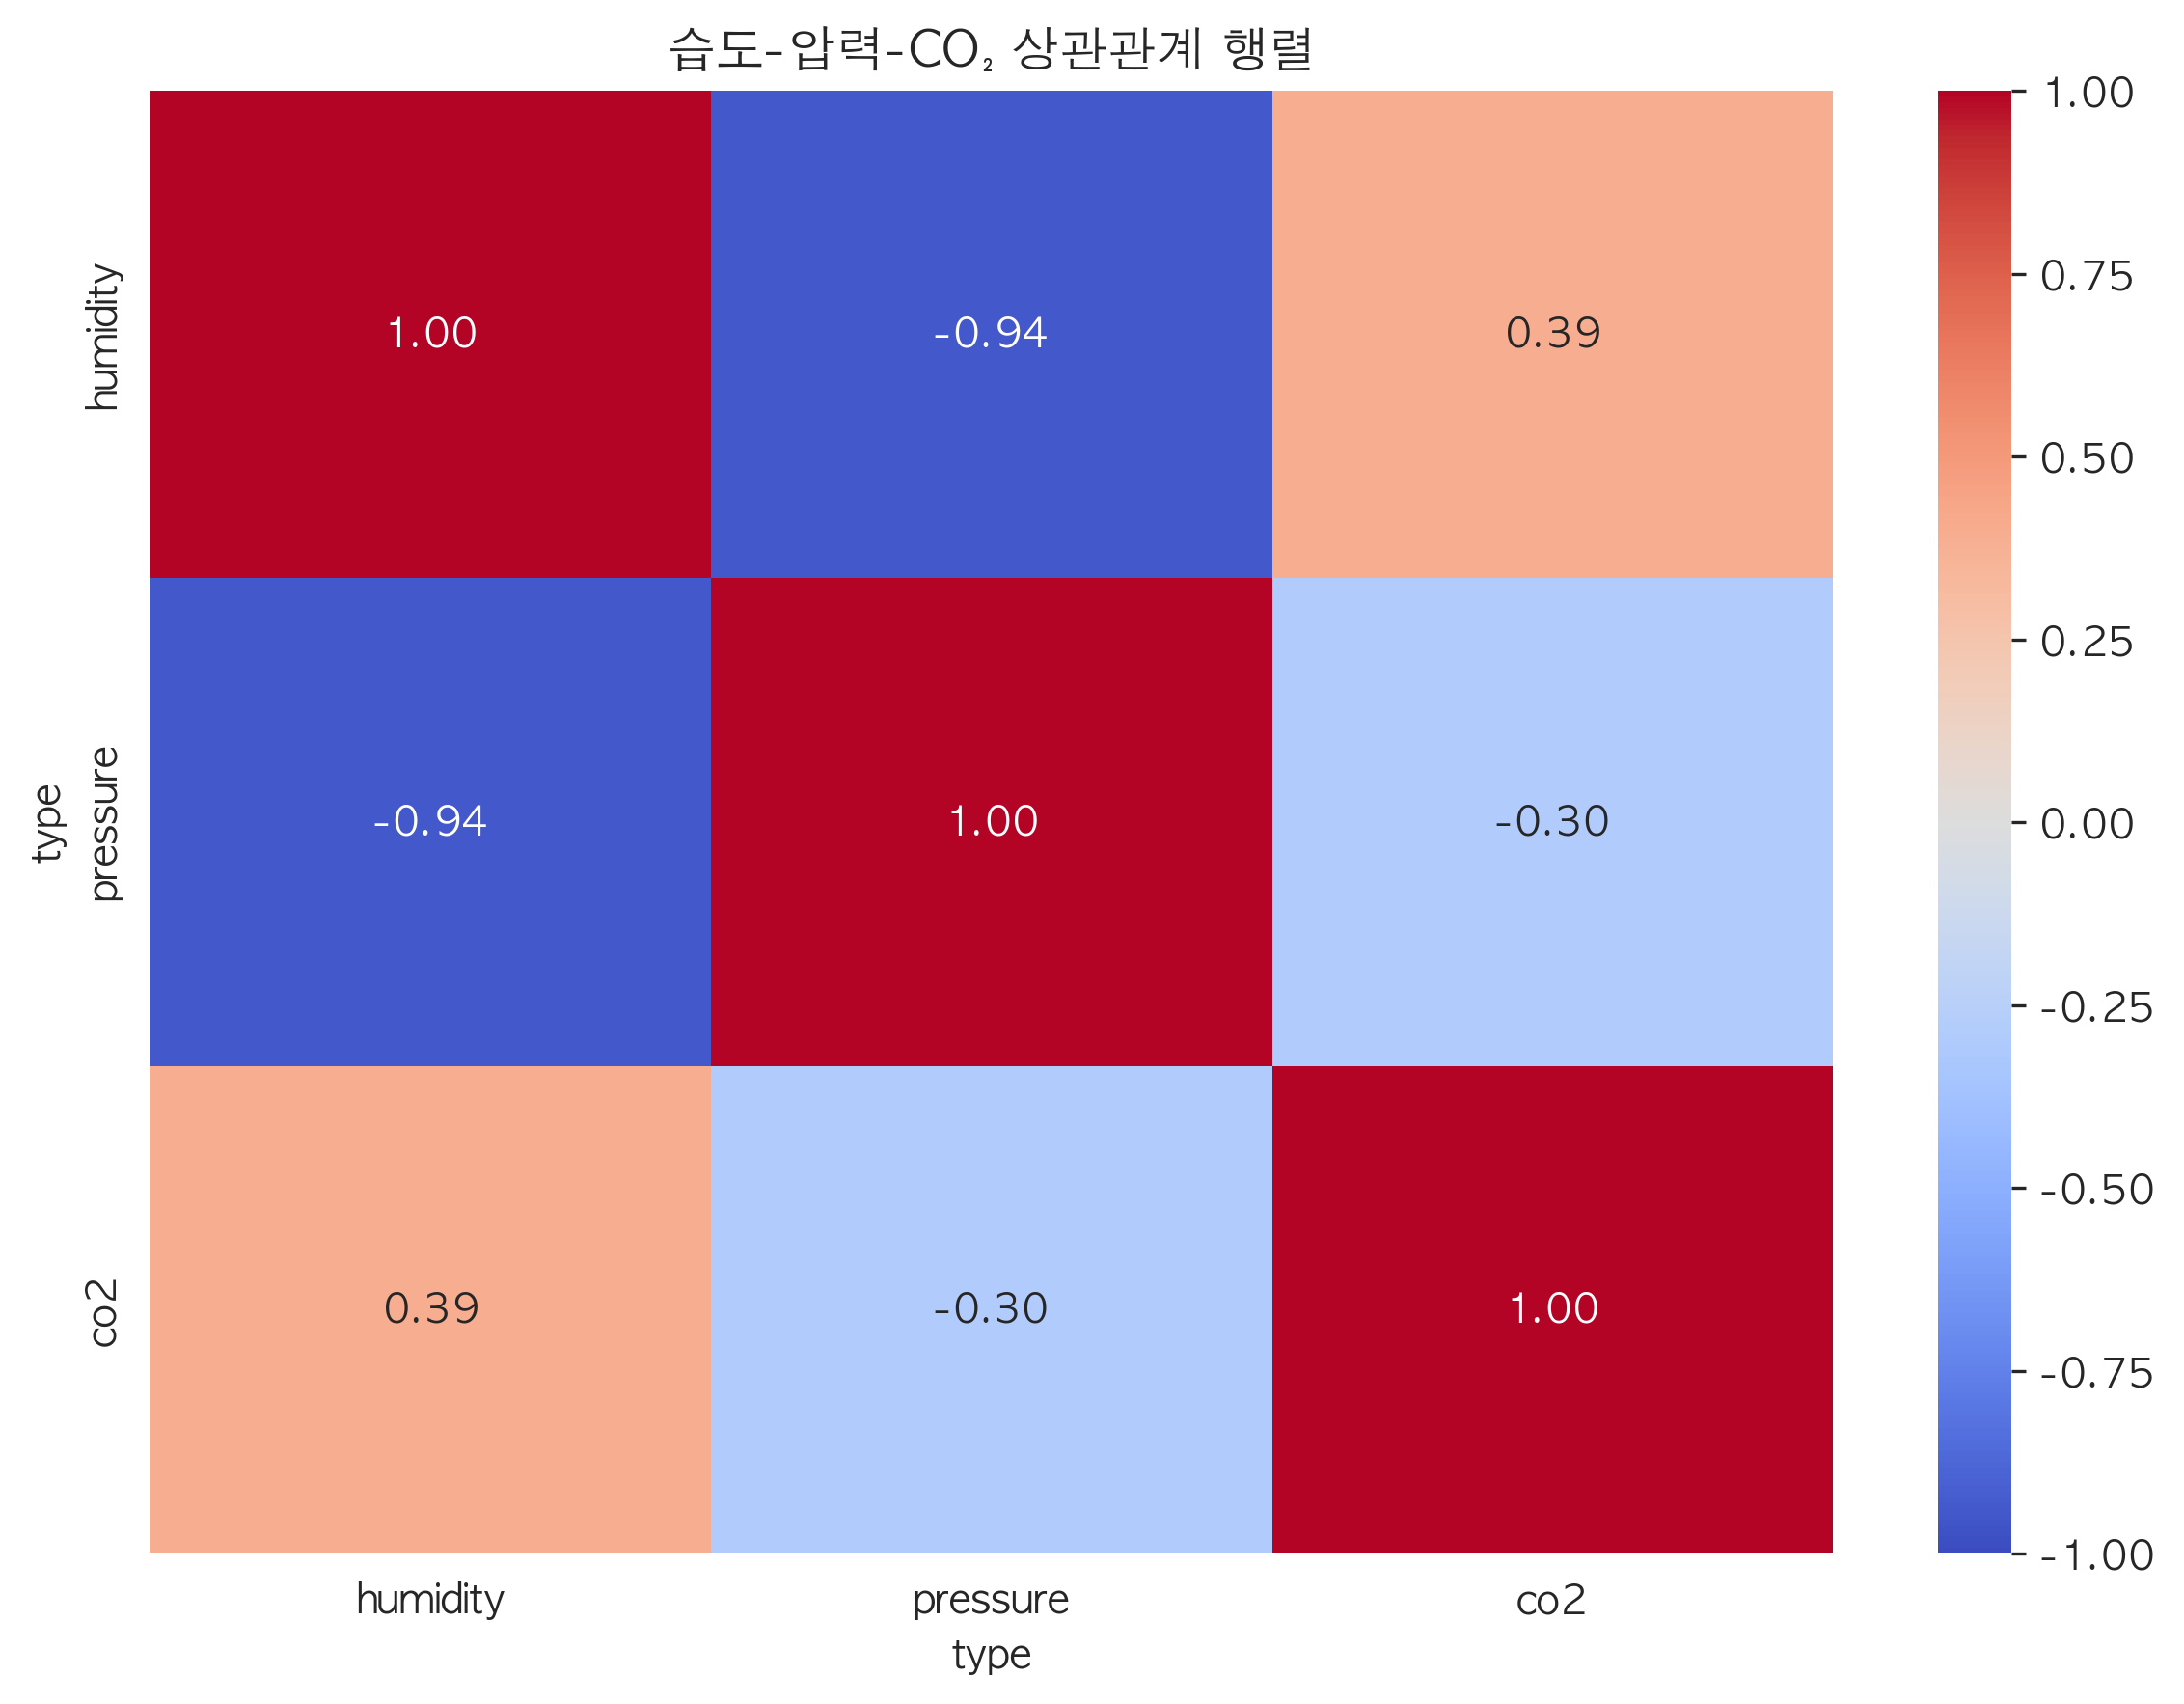 습도-압력-CO₂ 상관관계 행렬
1.00
0.75
0.50
0.25
0.00
-0.25
-0.50
-0.75
-1.00
type
humidity
1.00 -0.94 0.39
pressure
-0.94 1.00 -0.30
co2
0.39 -0.30 1.00
humidity pressure co2
type